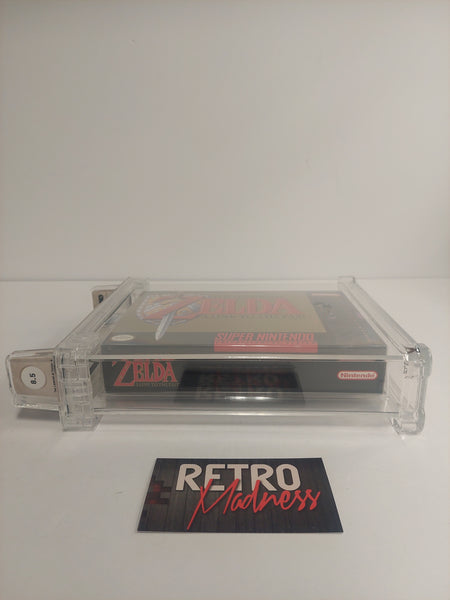 ZELDA
SUPER NINTENDO
ZELDA
Nintendo
8.5
RETRO
Madness